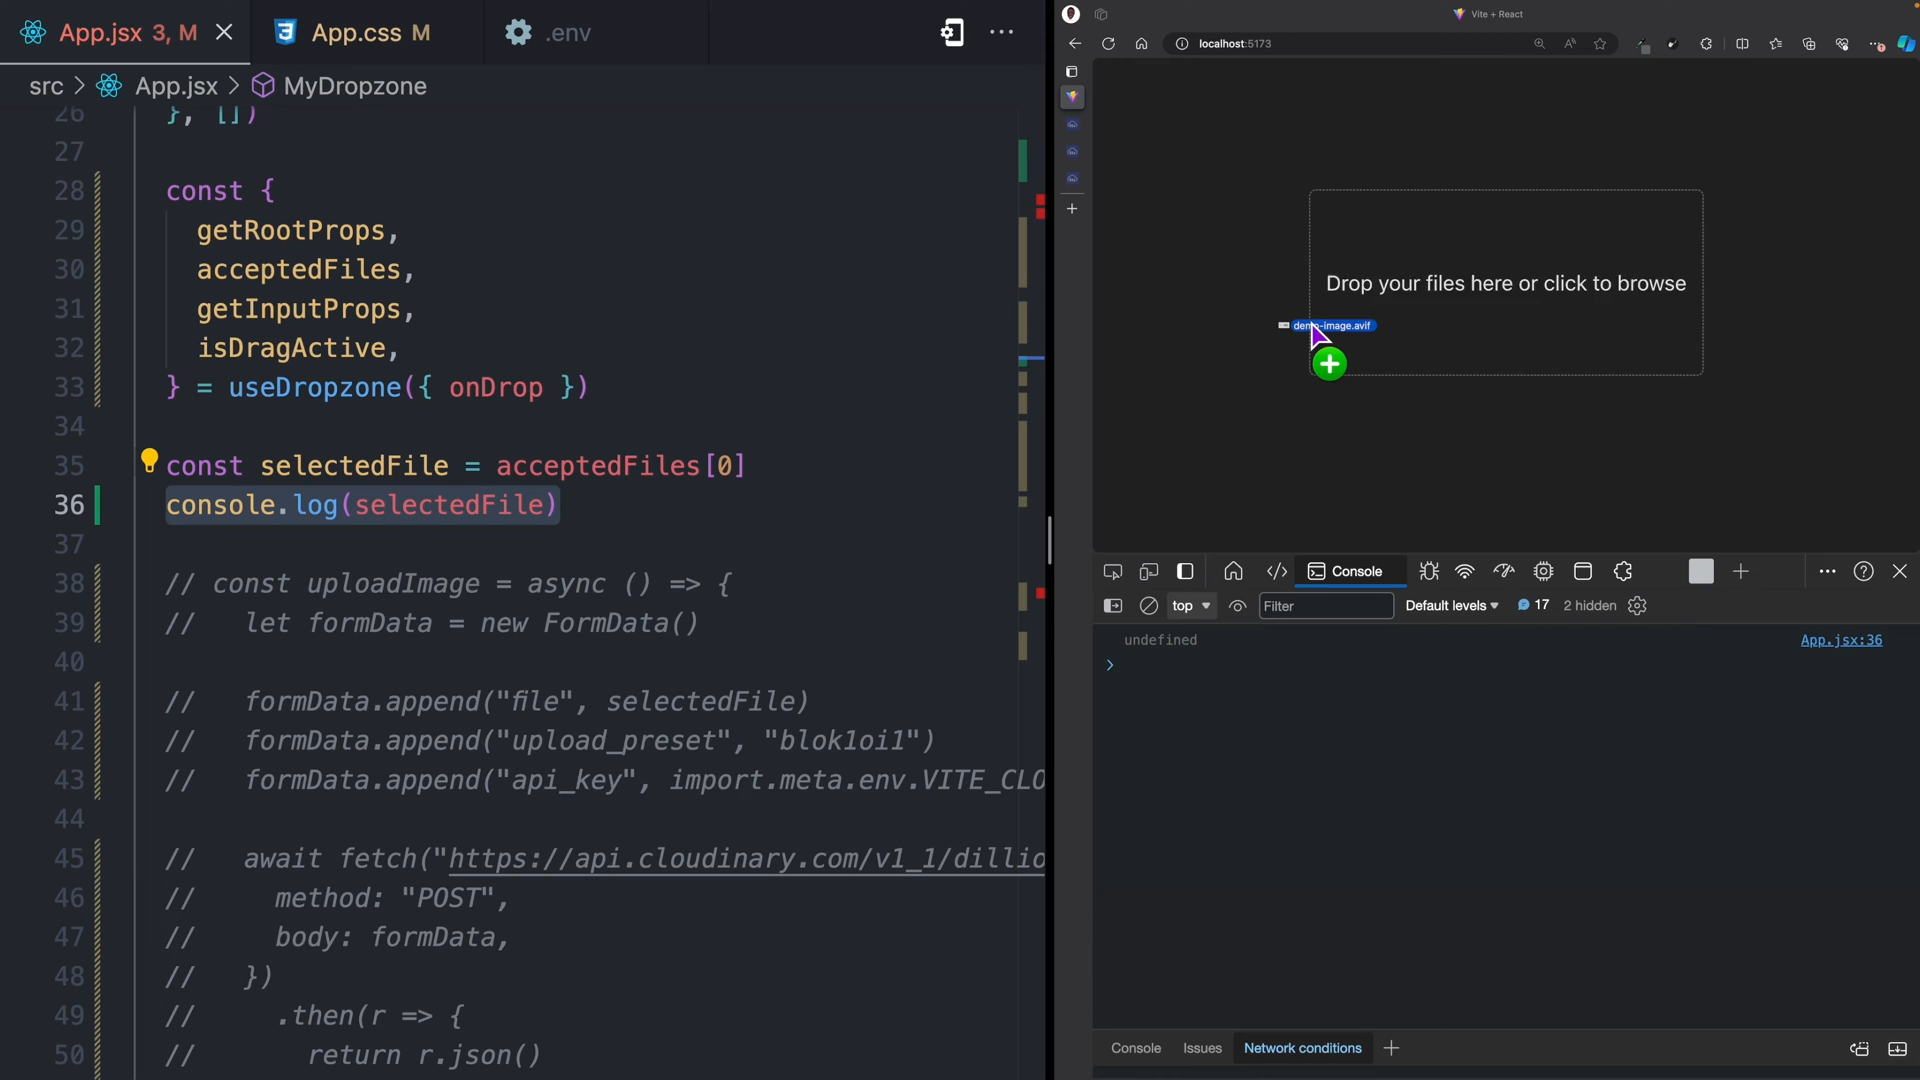 App.jsx 3, M
App.css M
.env
src > App.jsx > MyDropzone
26 }, [])
27
28 const {
29 getRootProps,
30 acceptedFiles,
31 getInputProps,
32 isDragActive,
33 } = useDropzone({ onDrop })
34
35 const selectedFile = acceptedFiles[0]
36 console.log(selectedFile)
37
38 // const uploadImage = async () => {
39 // let formData = new FormData()
40
41 // formData.append("file", selectedFile)
42 // formData.append("upload_preset", "blok1oi1")
43 // formData.append("api_key", import.meta.env.VITE_CLO
44
45 // await fetch("https://api.cloudinary.com/v1_1/dillio
46 // method: "POST",
47 // body: formData,
48 // })
49 // .then(r => {
50 // return r.json()
Vite + React
localhost:5173
Drop your files here or click to browse
demo-image.avif
Console
top
Filter
Default levels
17
2 hidden
undefined
App.jsx:36
Console
Issues
Network conditions